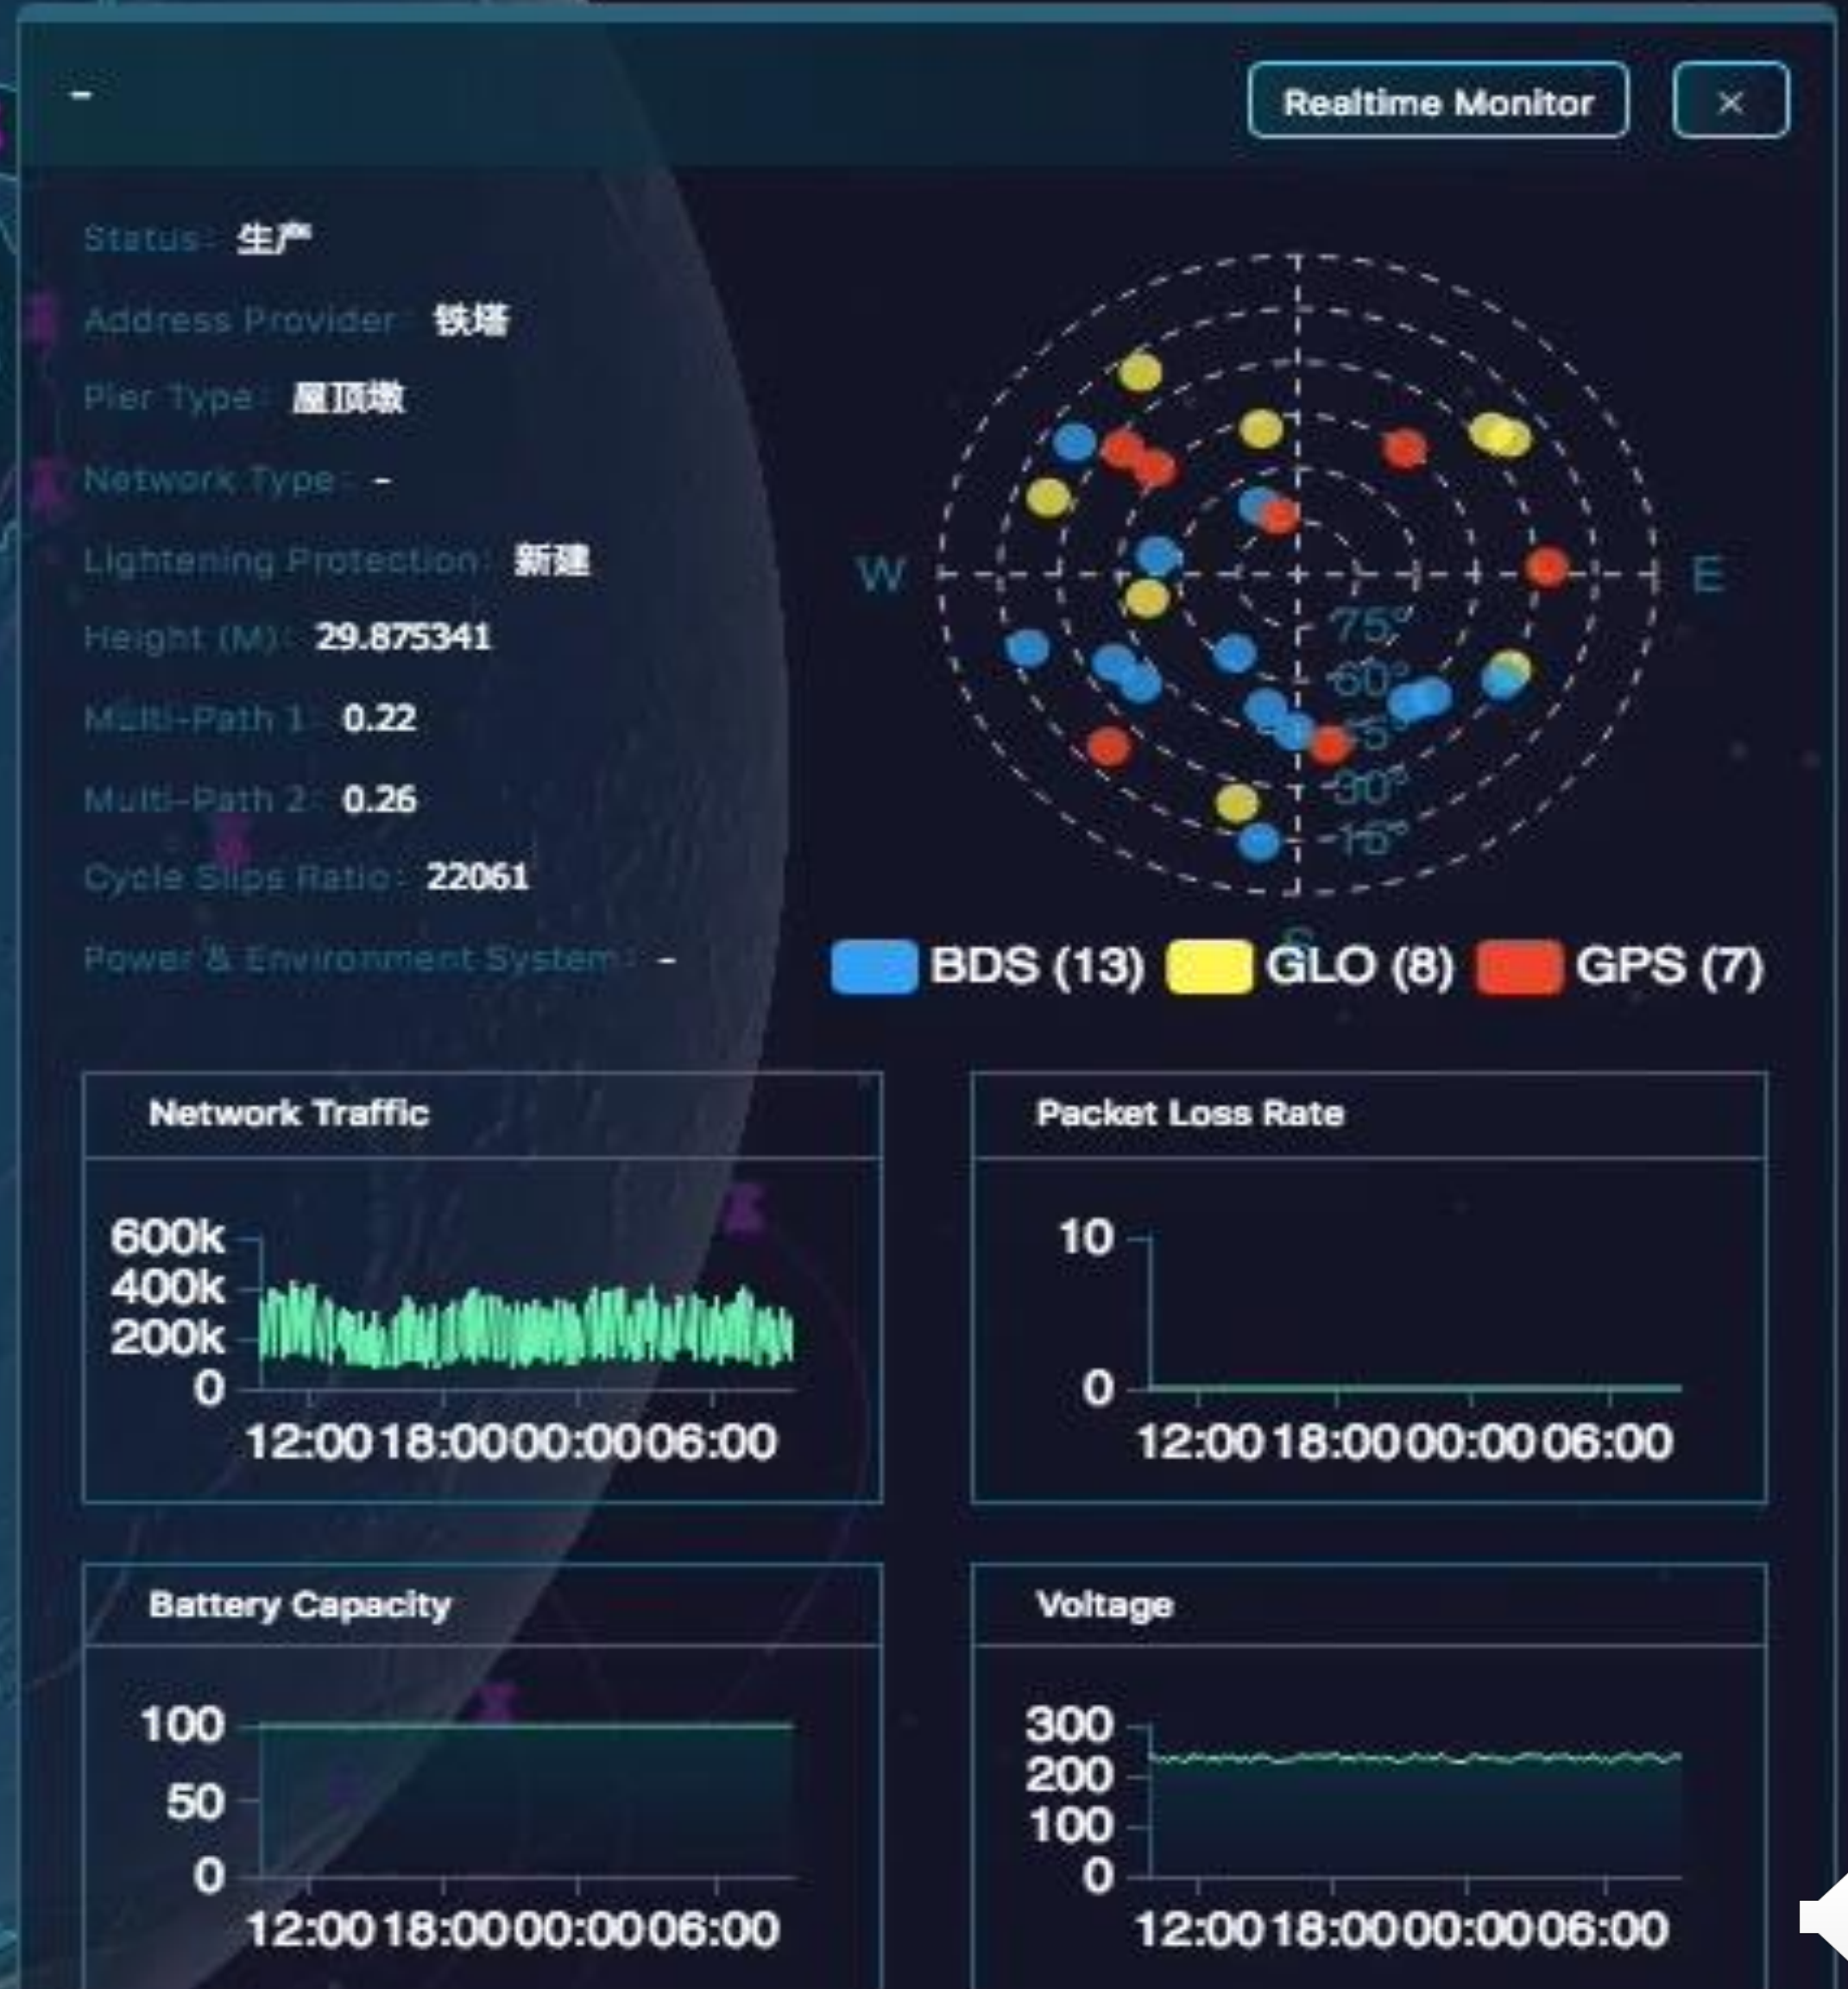 -
Realtime Monitor
×
Status: 生产
Address Provider: 铁塔
Pier Type: 屋顶墩
Network Type: -
Lightening Protection: 新建
Height (M): 29.875341
Multi-Path 1: 0.22
Multi-Path 2: 0.26
Cycle Slips Ratio: 22061
Power & Environment System: -
W
E
75°
60°
5°
30°
15°
S
BDS (13)
GLO (8)
GPS (7)
Network Traffic
600k
400k
200k
0
12:00 18:00 00:00 06:00
Packet Loss Rate
10
0
12:00 18:00 00:00 06:00
Battery Capacity
100
50
0
12:00 18:00 00:00 06:00
Voltage
300
200
100
0
12:00 18:00 00:00 06:00